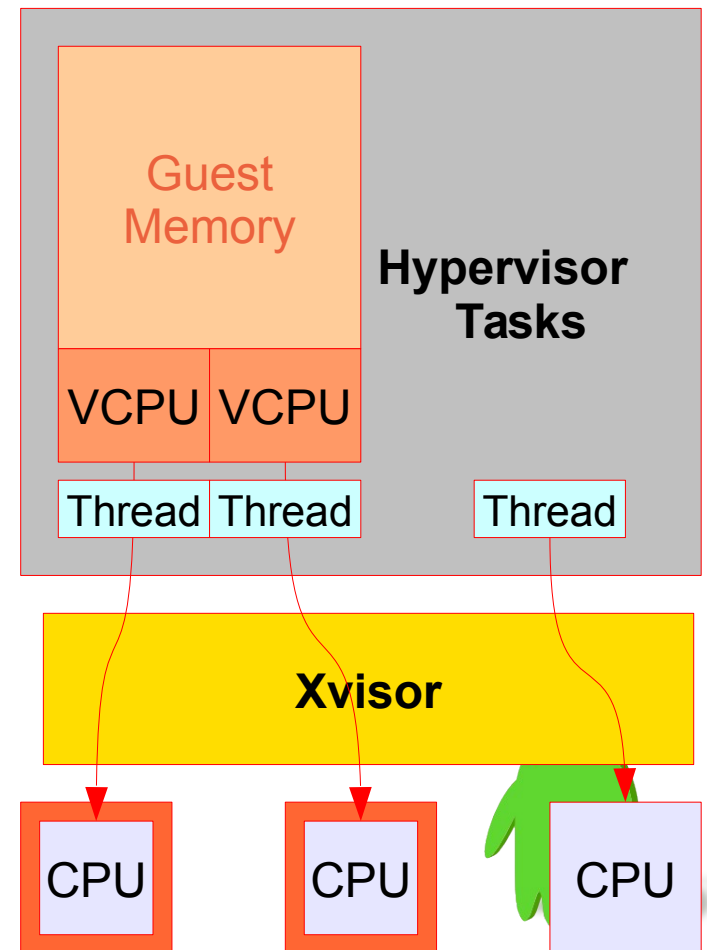 Guest
Memory
Hypervisor
Tasks
VCPU VCPU
Thread Thread Thread
Xvisor
CPU CPU CPU